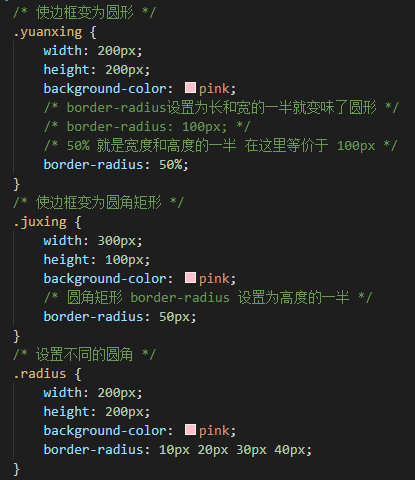 /* 使边框变为圆形 */
.yuanxing {
    width: 200px;
    height: 200px;
    background-color: pink;
    /* border-radius设置为长和宽的一半就变味了圆形 */
    /* border-radius: 100px; */
    /* 50% 就是宽度和高度的一半 在这里等价于 100px */
    border-radius: 50%;
}
/* 使边框变为圆角矩形 */
.juxing {
    width: 300px;
    height: 100px;
    background-color: pink;
    /* 圆角矩形 border-radius 设置为高度的一半 */
    border-radius: 50px;
}
/* 设置不同的圆角 */
.radius {
    width: 200px;
    height: 200px;
    background-color: pink;
    border-radius: 10px 20px 30px 40px;
}